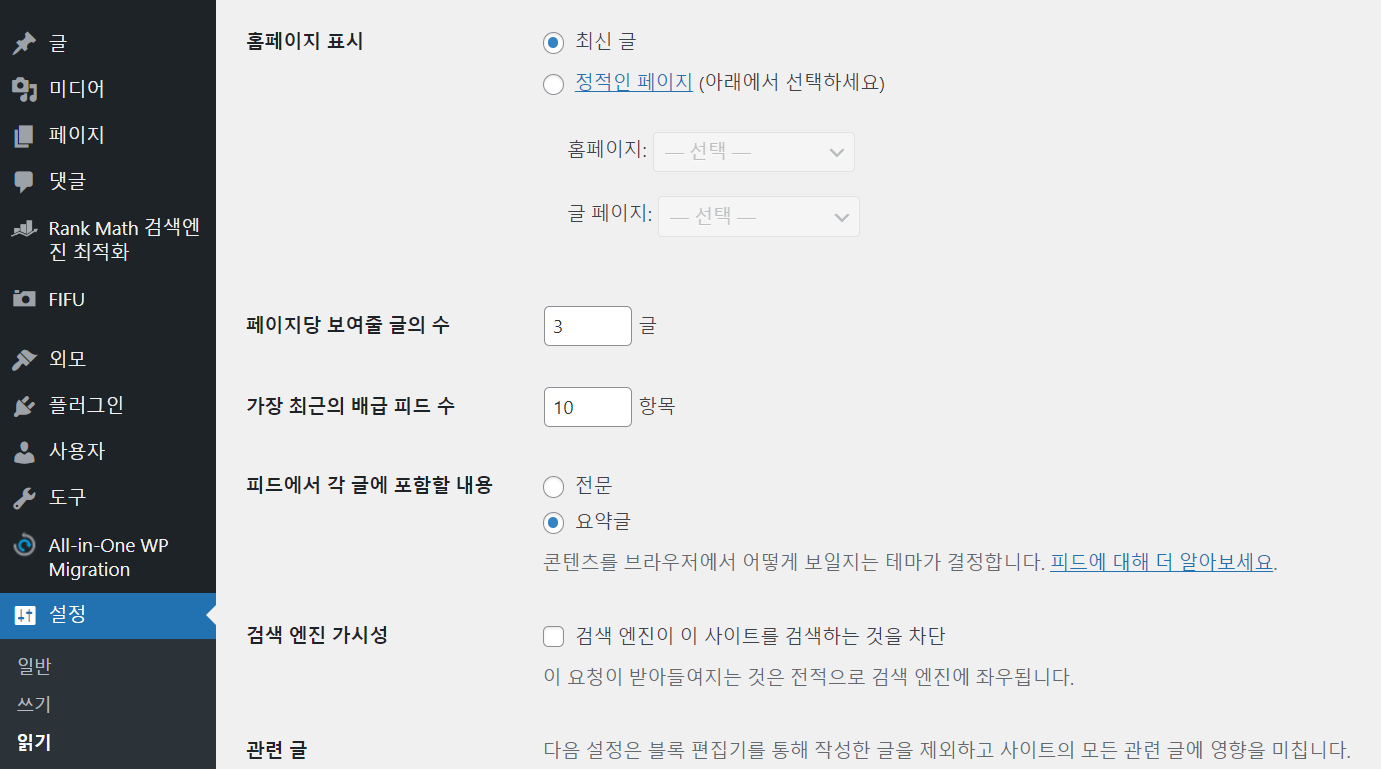 글
미디어
페이지
댓글
Rank Math 검색엔
진 최적화
FIFU
외모
플러그인
사용자
도구
All-in-One WP
Migration
설정
일반
쓰기
읽기
홈페이지 표시
최신 글
정적인 페이지 (아래에서 선택하세요)
홈페이지: — 선택 —
글 페이지: — 선택 —
페이지당 보여줄 글의 수 3 글
가장 최근의 배급 피드 수 10 항목
피드에서 각 글에 포함할 내용
전문
요약글
콘텐츠를 브라우저에서 어떻게 보일지는 테마가 결정합니다. 피드에 대해 더 알아보세요.
검색 엔진 가시성
검색 엔진이 이 사이트를 검색하는 것을 차단
이 요청이 받아들여지는 것은 전적으로 검색 엔진에 좌우됩니다.
관련 글
다음 설정은 블록 편집기를 통해 작성한 글을 제외하고 사이트의 모든 관련 글에 영향을 미칩니다.